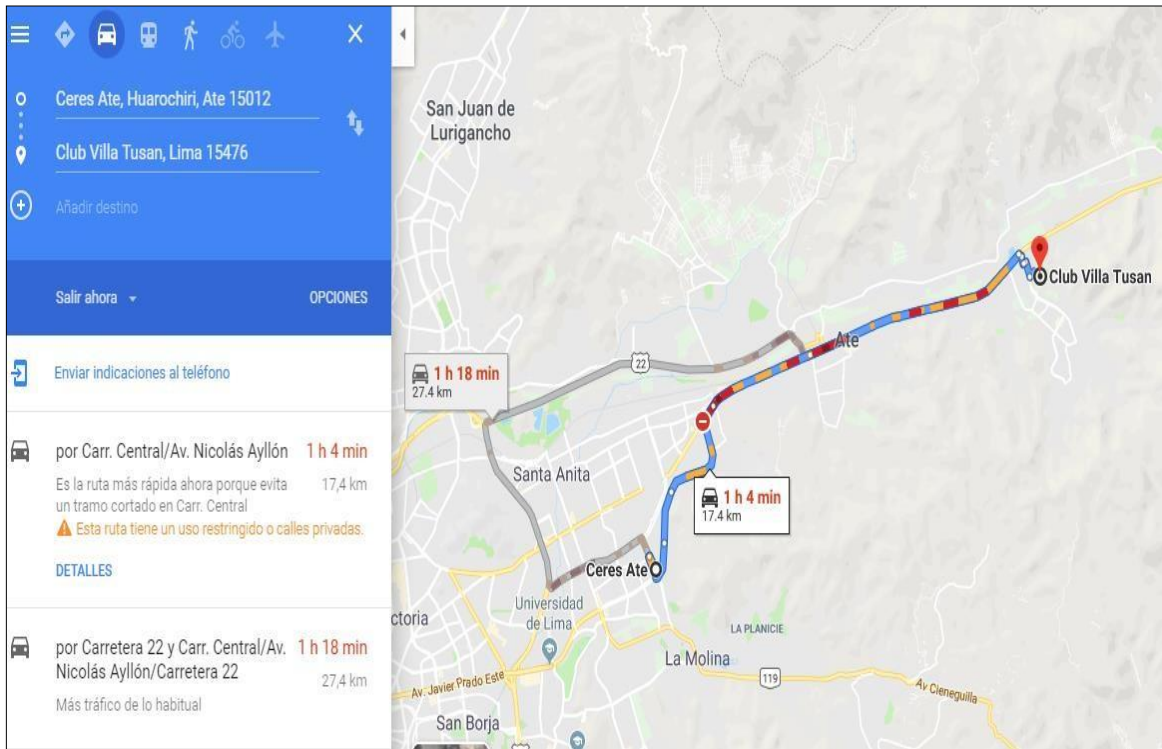 Ceres Ate, Huarochiri, Ate 15012
Club Villa Tusan, Lima 15476
Añadir destino
Salir ahora
OPCIONES
Enviar indicaciones al teléfono
por Carr. Central/Av. Nicolás Ayllón 1 h 4 min
Es la ruta más rápida ahora porque evita 17,4 km
un tramo cortado en Carr. Central
Esta ruta tiene un uso restringido o calles privadas.
DETALLES
por Carretera 22 y Carr. Central/Av. 1 h 18 min
Nicolás Ayllón/Carretera 22 27,4 km
Más tráfico de lo habitual
San Juan de
Lurigancho
Club Villa Tusan
Ate
22
1 h 18 min
27.4 km
Santa Anita
1 h 4 min
17.4 km
Ceres Ate
Universidad
de Lima
ctoria
LA PLANICIE
La Molina
119
Av. Javier Prado Este
Av Cieneguilla
San Borja